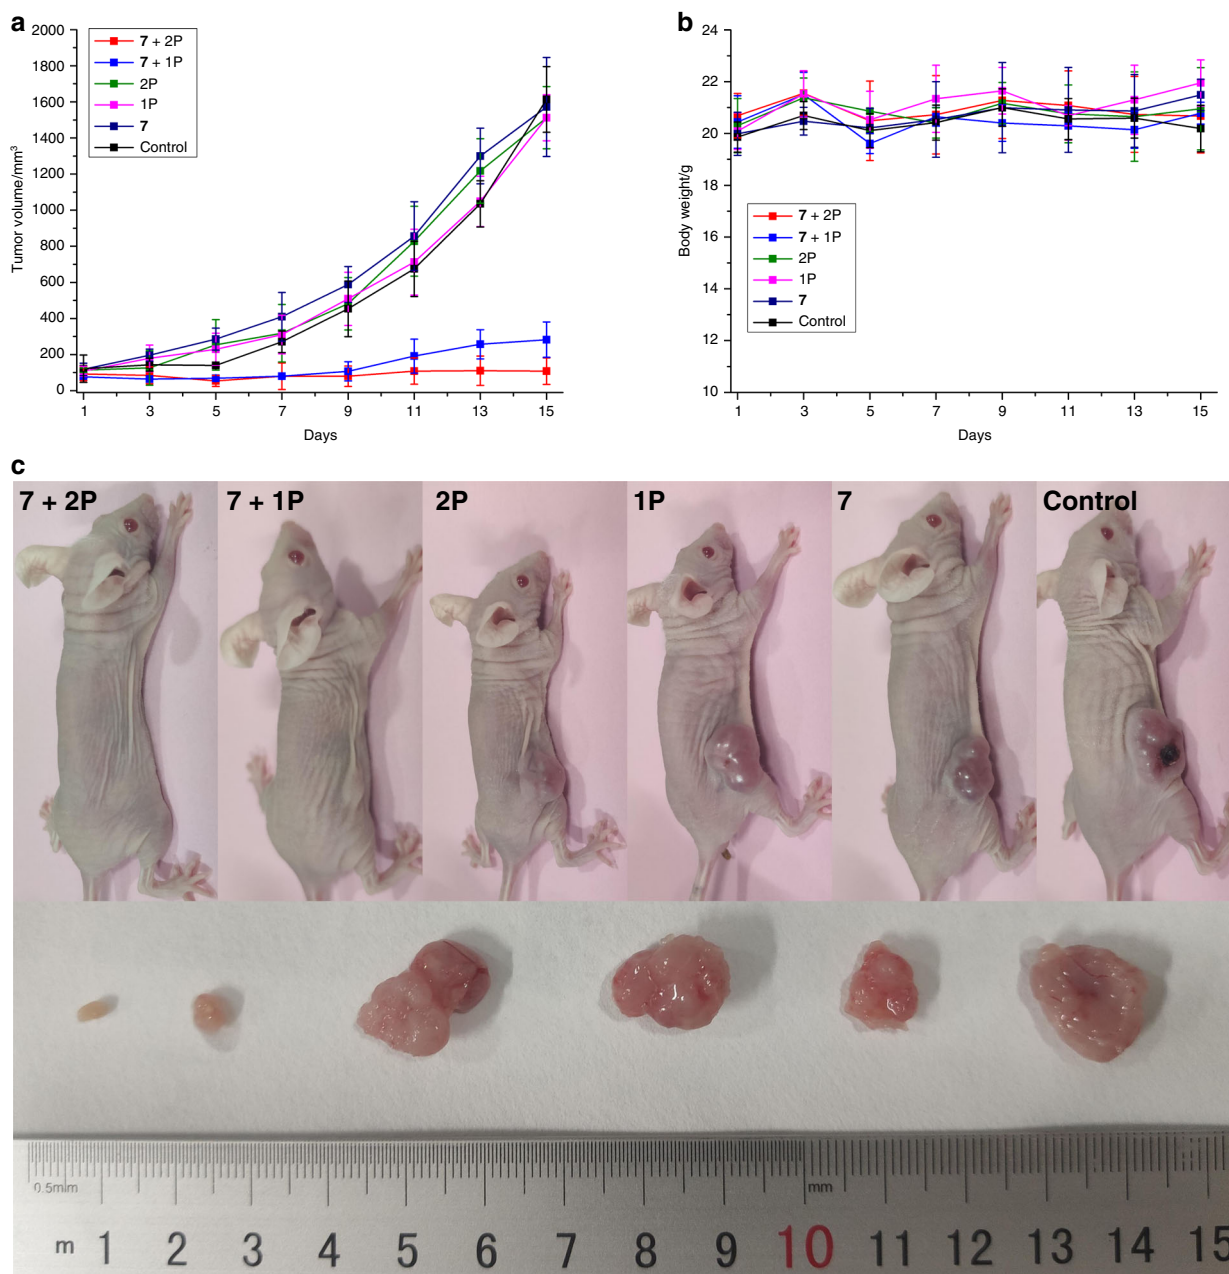 a
2000
1800
1600
1400
1200
1000
800
600
400
200
0
Tumor volume/mm³
7 + 2P
7 + 1P
2P
1P
7
Control
1 3 5 7 9 11 13 15
Days
b
24
22
20
18
16
14
12
10
Body weight/g
7 + 2P
7 + 1P
2P
1P
7
Control
1 3 5 7 9 11 13 15
Days
c
7 + 2P 7 + 1P 2P 1P 7 Control
0.5mm mm
m 1 2 3 4 5 6 7 8 9 10 11 12 13 14 15